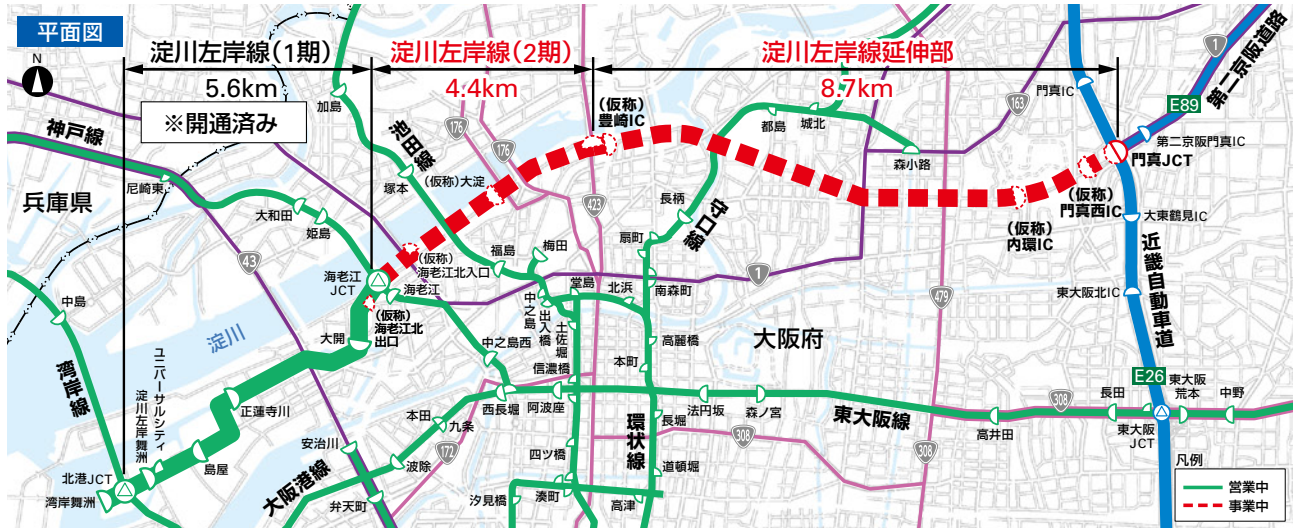 平面図
N
淀川左岸線(1期)
5.6km
※開通済み
淀川左岸線(2期)
4.4km
淀川左岸線延伸部
8.7km
神戸線
兵庫県
尼崎東
加島
池田線
塚本
大和田
姫島
43
176
176
(仮称)大淀
(仮称)
豊崎IC
423
都島
城北
森小路
163
1
門真IC
E89
第二京阪道路
第二京阪門真IC
門真JCT
(仮称)
門真西IC
(仮称)
内環IC
大東鶴見IC
近畿自動車道
東大阪北IC
E26
長柄
守口線
扇町
南森町
1
479
海老江
JCT
(仮称)
海老江北入口
海老江
(仮称)
海老江北
出口
福島
梅田
堂島
北浜
中之島
出入橋
土佐堀
中之島西
信濃橋
高麗橋
本町
大阪府
中島
湾岸線
淀川
大開
正蓮寺川
ユニバーサルシティ
淀川左岸舞洲
島屋
北港JCT
湾岸舞洲
安治川
大阪港線
弁天町
波除
本田
九条
172
西長堀
阿波座
四ツ橋
汐見橋
湊町
環状線
長堀
道頓堀
高津
法円坂
森ノ宮
308
東大阪線
308
高井田
308
長田
東大阪
荒本
中野
東大阪
JCT
凡例
営業中
事業中